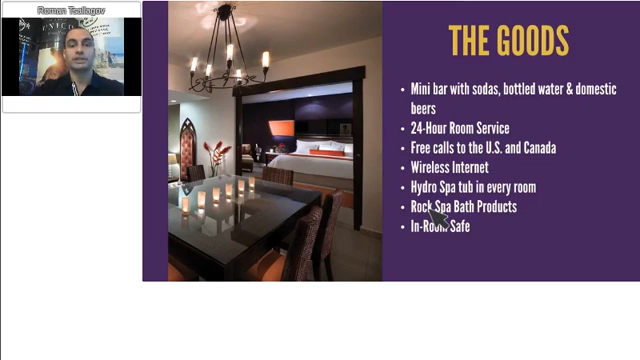 Roman Tsailagov
THE GOODS
• Mini bar with sodas, bottled water & domestic
beers
• 24-Hour Room Service
• Free calls to the U.S. and Canada
• Wireless Internet
• Hydro Spa tub in every room
• Rock Spa Bath Products
• In-Room Safe